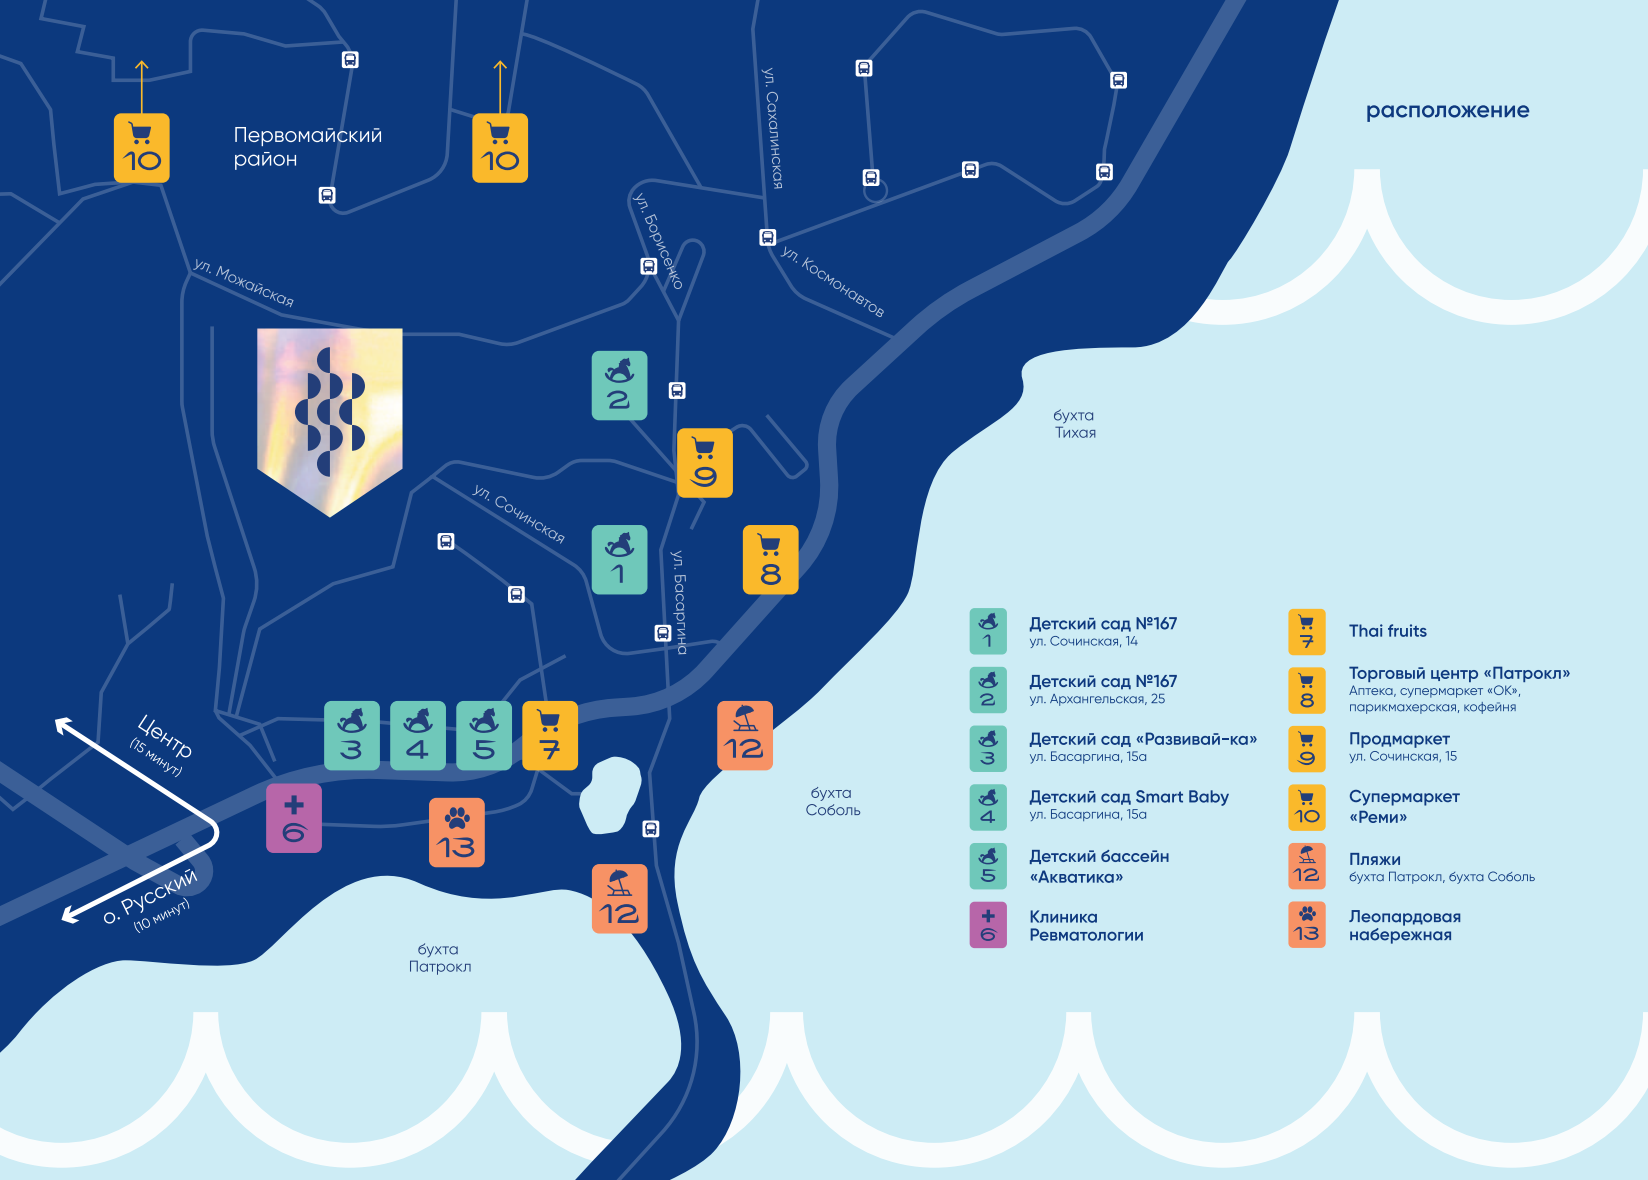 расположение
10
10
Первомайский
район
ул. Сахалинская
ул. Борисенко
ул. Космонавтов
ул. Можайская
2
9
ул. Сочинская
1
8
ул. Басаргина
бухта
Тихая
Центр
(15 минут)
3
4
5
7
12
6
13
12
о. Русский
(10 минут)
бухта
Соболь
бухта
Патрокл
1
Детский сад №167
ул. Сочинская, 14
2
Детский сад №167
ул. Архангельская, 25
3
Детский сад «Развивай-ка»
ул. Басаргина, 15а
4
Детский сад Smart Baby
ул. Басаргина, 15а
5
Детский бассейн
«Акватика»
6
Клиника
Ревматологии
7
Thai fruits
8
Торговый центр «Патрокл»
Аптека, супермаркет «ОК»,
парикмахерская, кофейня
9
Продмаркет
ул. Сочинская, 15
10
Супермаркет
«Реми»
12
Пляжи
бухта Патрокл, бухта Соболь
13
Леопардовая
набережная